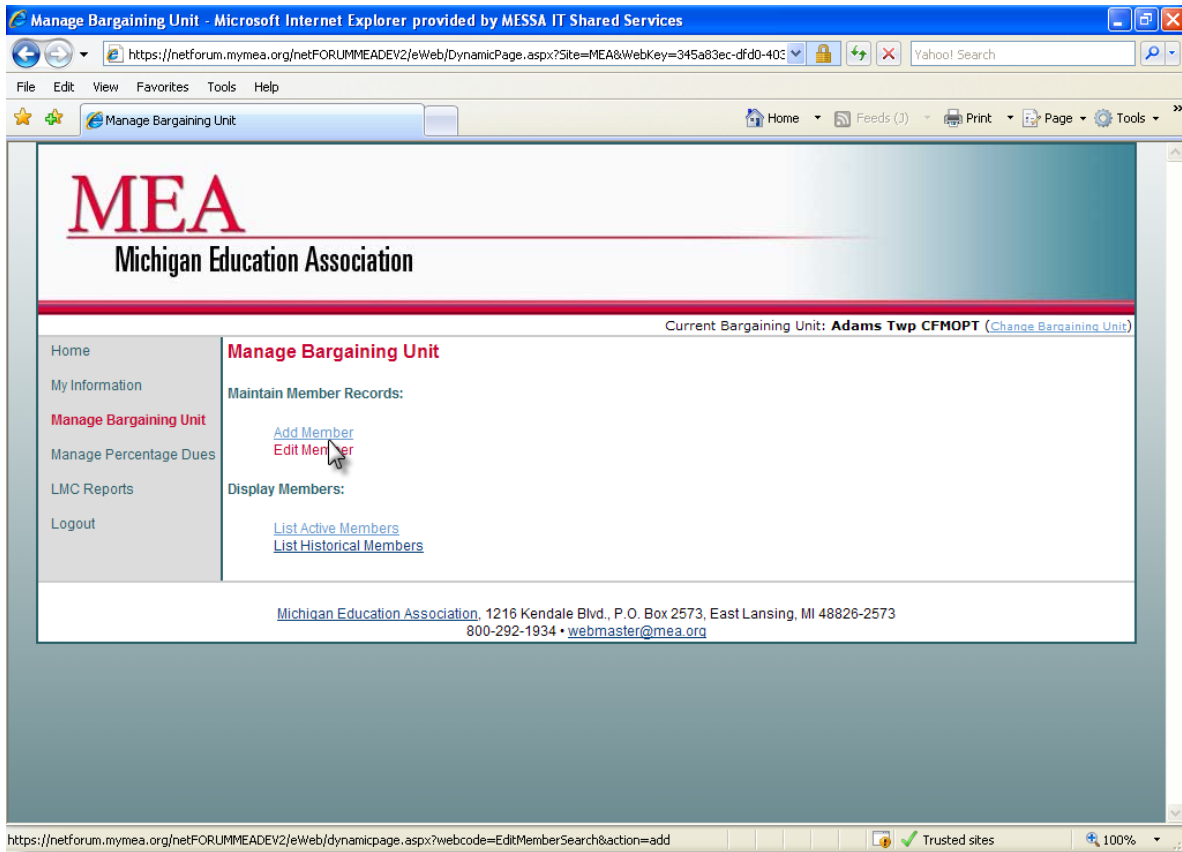 Manage Bargaining Unit - Microsoft Internet Explorer provided by MESSA IT Shared Services
https://netforum.mymea.org/netFORUMMEADEV2/eWeb/DynamicPage.aspx?Site=MEA&WebKey=345a83ec-dfd0-403
Yahoo! Search
File Edit View Favorites Tools Help
Manage Bargaining Unit
Home Feeds (J) Print Page Tools
MEA
Michigan Education Association
Current Bargaining Unit: Adams Twp CFMOPT (Change Bargaining Unit)
Home
My Information
Manage Bargaining Unit
Manage Percentage Dues
LMC Reports
Logout
Manage Bargaining Unit
Maintain Member Records:
Add Member
Edit Member
Display Members:
List Active Members
List Historical Members
Michigan Education Association, 1216 Kendale Blvd., P.O. Box 2573, East Lansing, MI 48826-2573
800-292-1934 • webmaster@mea.org
https://netforum.mymea.org/netFORUMMEADEV2/eWeb/dynamicpage.aspx?webcode=EditMemberSearch&action=add
Trusted sites
100%